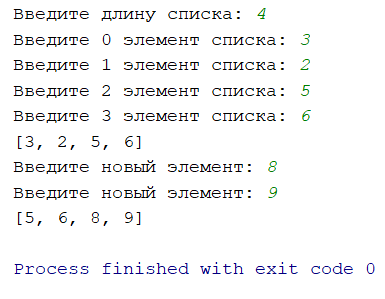 Введите длину списка: 4
Введите 0 элемент списка: 3
Введите 1 элемент списка: 2
Введите 2 элемент списка: 5
Введите 3 элемент списка: 6
[3, 2, 5, 6]
Введите новый элемент: 8
Введите новый элемент: 9
[5, 6, 8, 9]
Process finished with exit code 0